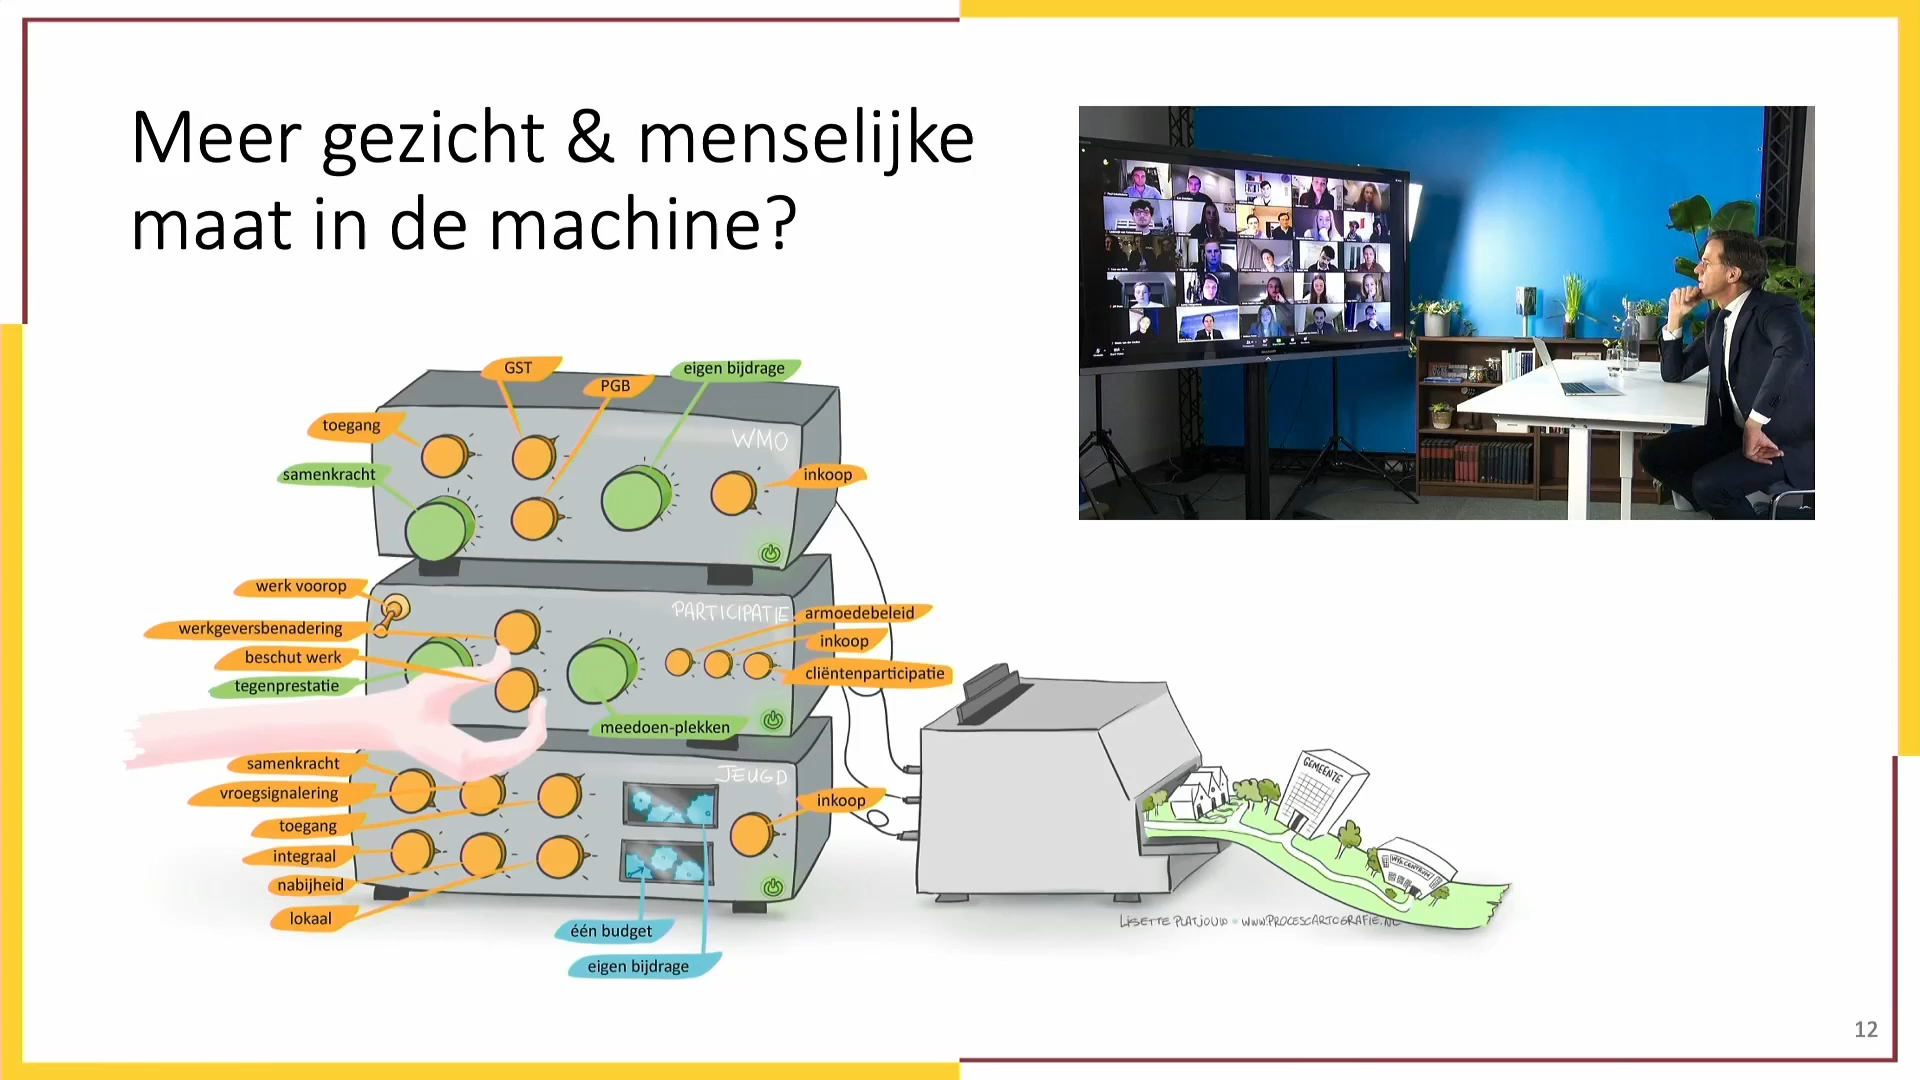 Meer gezicht & menselijke
maat in de machine?
GST
PGB
eigen bijdrage
toegang
samenkracht
WMO
inkoop
werk voorop
werkgeversbenadering
beschut werk
tegenprestatie
PARTICIPATIE
armoedebeleid
inkoop
cliëntenparticipatie
meedoen-plekken
samenkracht
vroegsignalering
toegang
integraal
nabijheid
lokaal
JEUGD
inkoop
één budget
eigen bijdrage
GEMEENTE
WIJKCENTRUM
LISETTE PLATJOUW • WWW.PROCESCARTOGRAFIE.NL
12